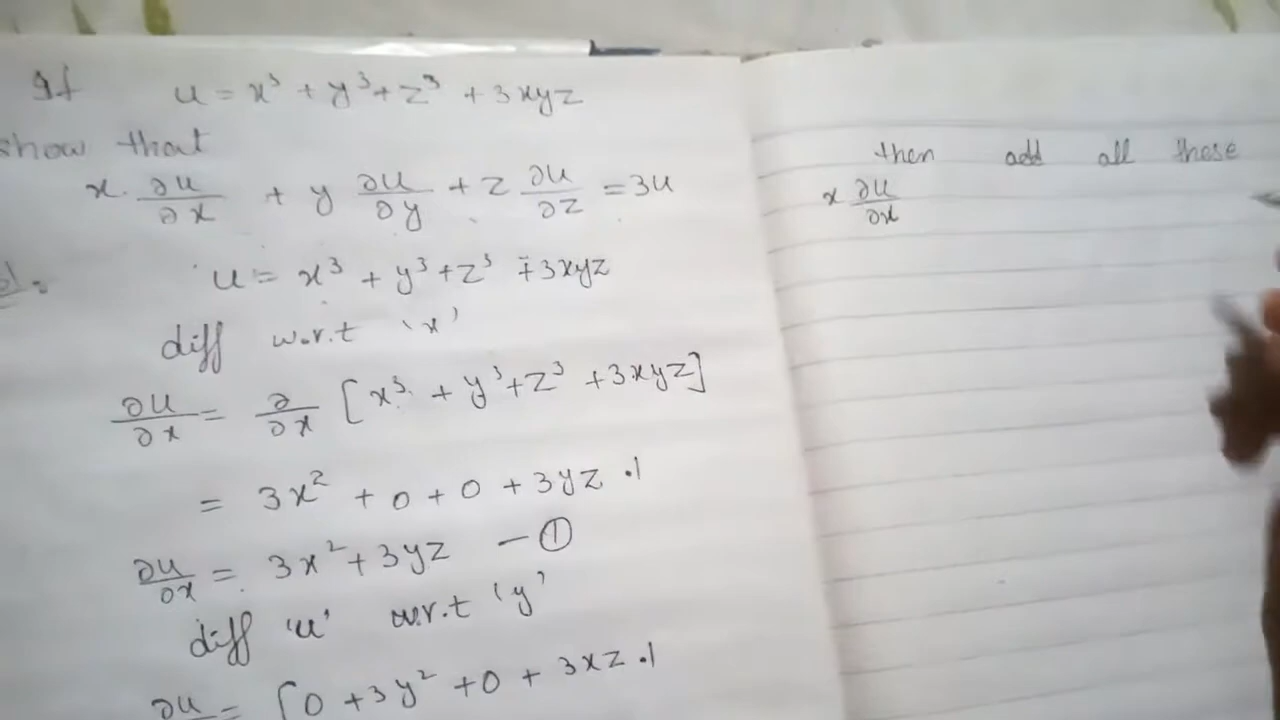 If u = x³ + y³ + z³ + 3xyz
show that
x. ∂u/∂x + y ∂u/∂y + z ∂u/∂z = 3u
u = x³ + y³ + z³ + 3xyz
diff w.r.t 'x'
∂u/∂x = ∂/∂x [x³ + y³ + z³ + 3xyz]
= 3x² + 0 + 0 + 3yz .1
∂u/∂x = 3x² + 3yz — ①
diff 'u' w.r.t 'y'
∂u = [0 + 3y² + 0 + 3xz .1
then add all these
x ∂u/∂x